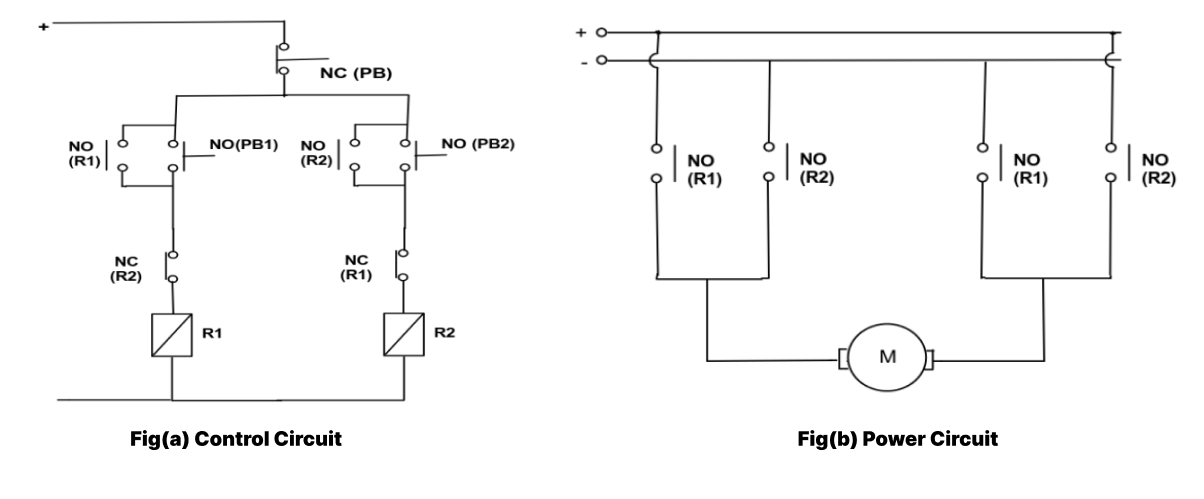 +
NC (PB)
NO
(R1)
NO(PB1)
NO
(R2)
NO (PB2)
NC
(R2)
NC
(R1)
R1
R2
Fig(a) Control Circuit
+
-
NO
(R1)
NO
(R2)
NO
(R1)
NO
(R2)
M
Fig(b) Power Circuit